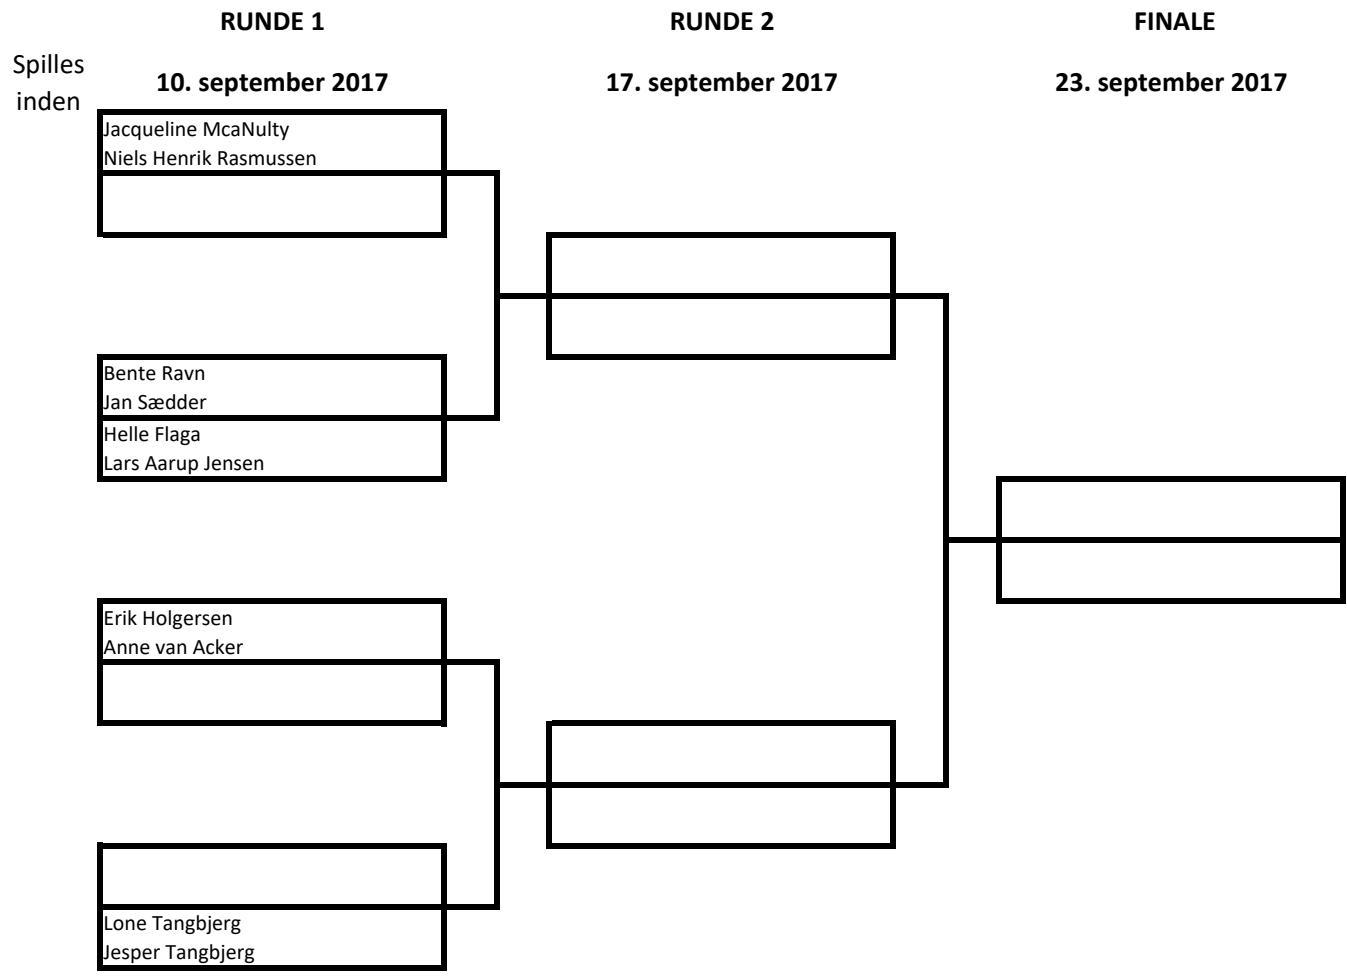 RUNDE 1
RUNDE 2
FINALE
Spilles
inden
10. september 2017
17. september 2017
23. september 2017
Jacqueline McaNulty
Niels Henrik Rasmussen
Bente Ravn
Jan Sædder
Helle Flaga
Lars Aarup Jensen
Erik Holgersen
Anne van Acker
Lone Tangbjerg
Jesper Tangbjerg